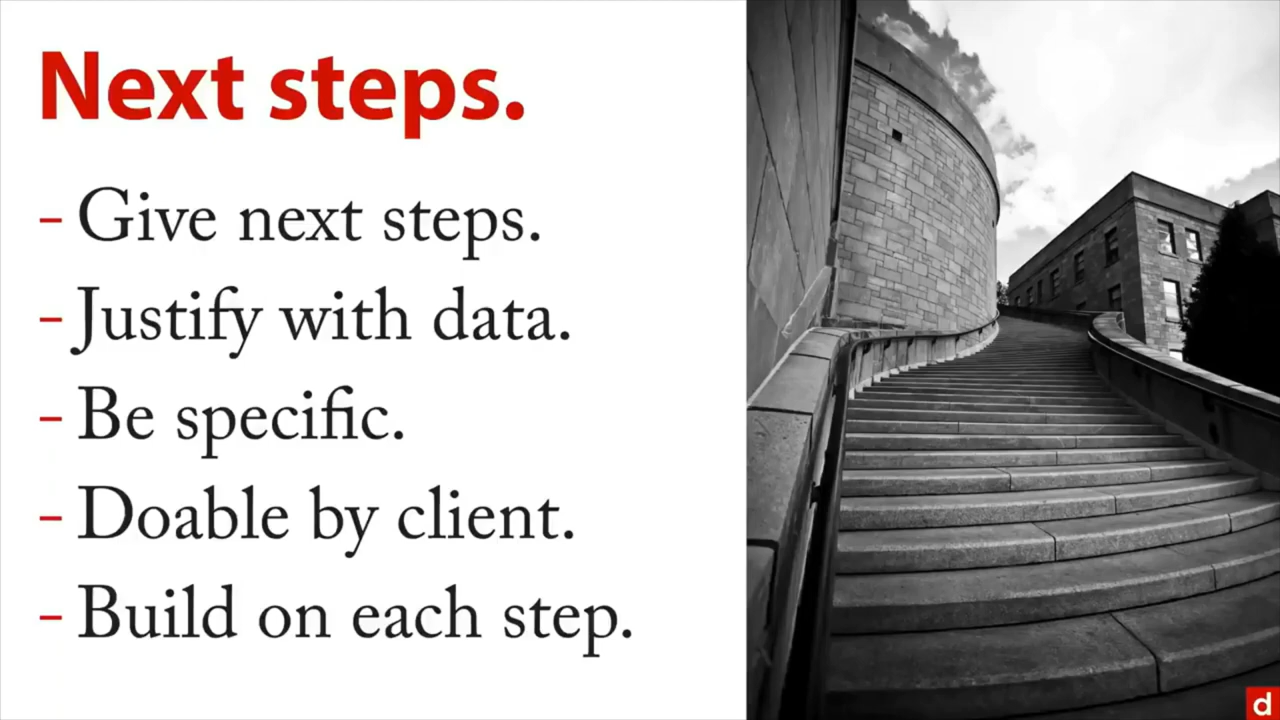 Next steps.
- Give next steps.
- Justify with data.
- Be specific.
- Doable by client.
- Build on each step.
d